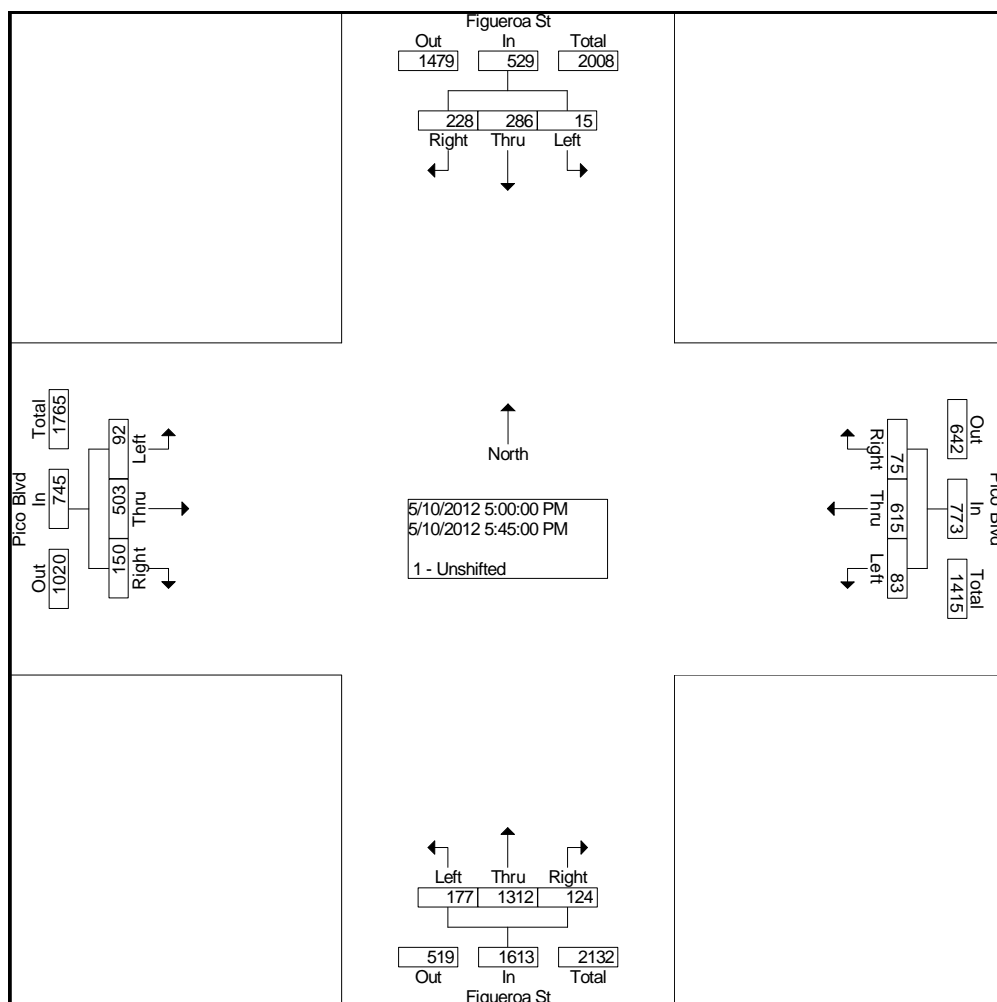 Figueroa St
Out In Total
1479 529 2008
228 286 15
Right Thru Left
Pico Blvd
Total In Out
1765 745 1020
92 503 150
Left Thru Right
North
5/10/2012 5:00:00 PM
5/10/2012 5:45:00 PM
1 - Unshifted
Pico Blvd
Out In Total
642 773 1415
75 615 83
Right Thru Left
Left Thru Right
177 1312 124
519 1613 2132
Out In Total
Figueroa St